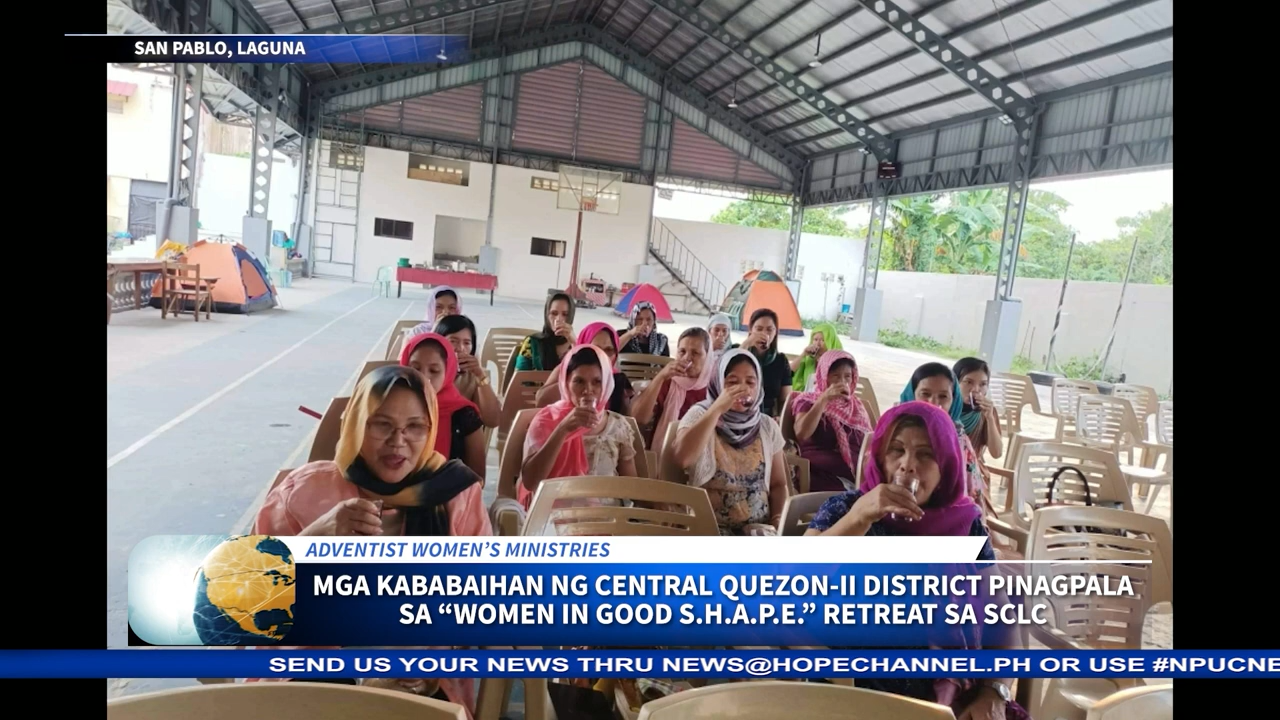 SAN PABLO, LAGUNA
ADVENTIST WOMEN'S MINISTRIES
MGA KABABAIHAN NG CENTRAL QUEZON-II DISTRICT PINAGPALA
SA “WOMEN IN GOOD S.H.A.P.E.” RETREAT SA SCLC
SEND US YOUR NEWS THRU NEWS@HOPECHANNEL.PH OR USE #NPUCNE